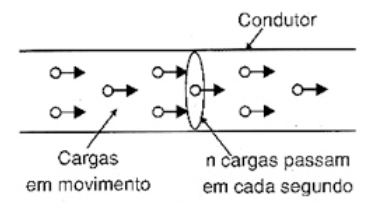 Condutor
Cargas
em movimento
n cargas passam
em cada segundo